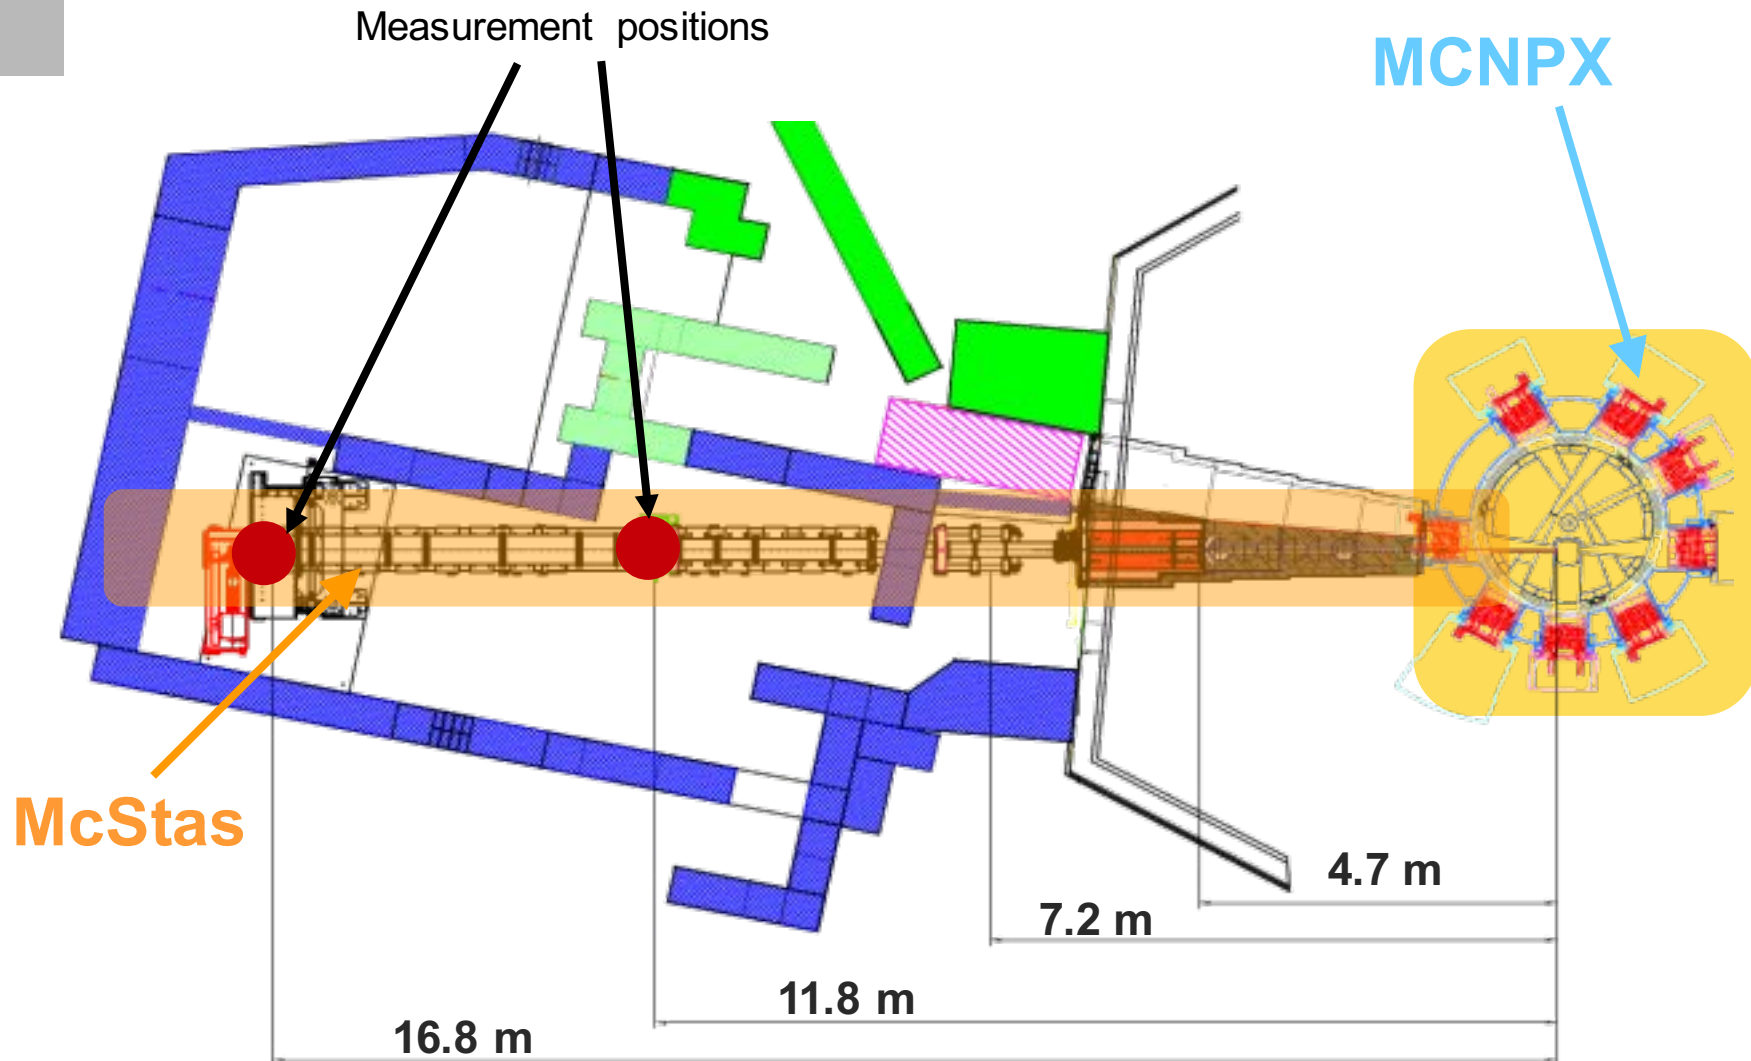 Measurement positions
MCNPX
McStas
4.7 m
7.2 m
11.8 m
16.8 m